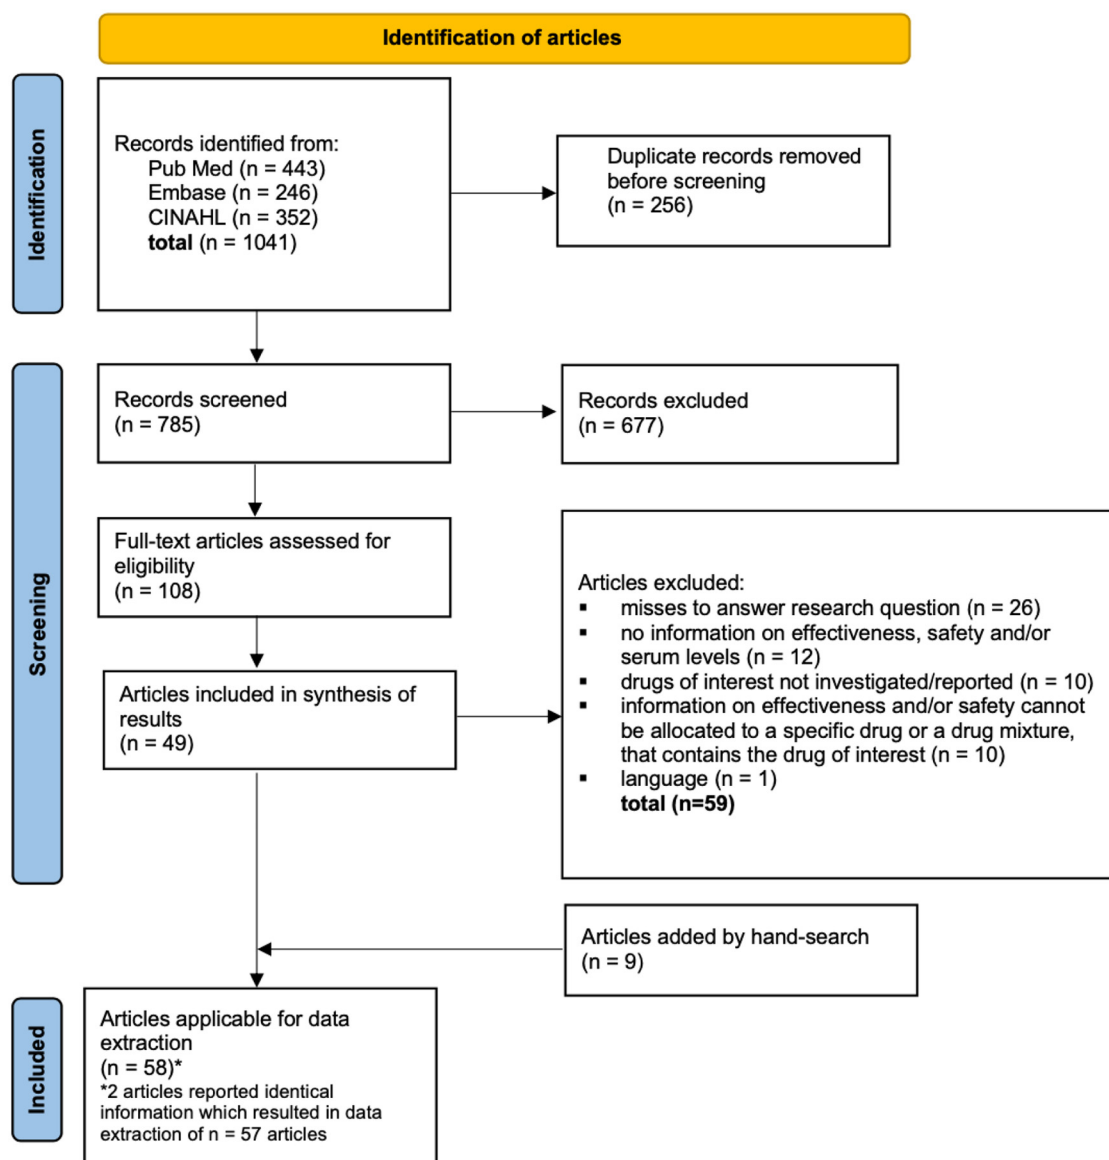 Identification of articles
Identification
Records identified from:
Pub Med (n = 443)
Embase (n = 246)
CINAHL (n = 352)
total (n = 1041)
Duplicate records removed
before screening
(n = 256)
Screening
Records screened
(n = 785)
Records excluded
(n = 677)
Full-text articles assessed for
eligibility
(n = 108)
Articles included in synthesis of
results
(n = 49)
Articles excluded:
▪ misses to answer research question (n = 26)
▪ no information on effectiveness, safety and/or
serum levels (n = 12)
▪ drugs of interest not investigated/reported (n = 10)
▪ information on effectiveness and/or safety cannot
be allocated to a specific drug or a drug mixture,
that contains the drug of interest (n = 10)
▪ language (n = 1)
total (n=59)
Articles added by hand-search
(n = 9)
Included
Articles applicable for data
extraction
(n = 58)*
*2 articles reported identical
information which resulted in data
extraction of n = 57 articles